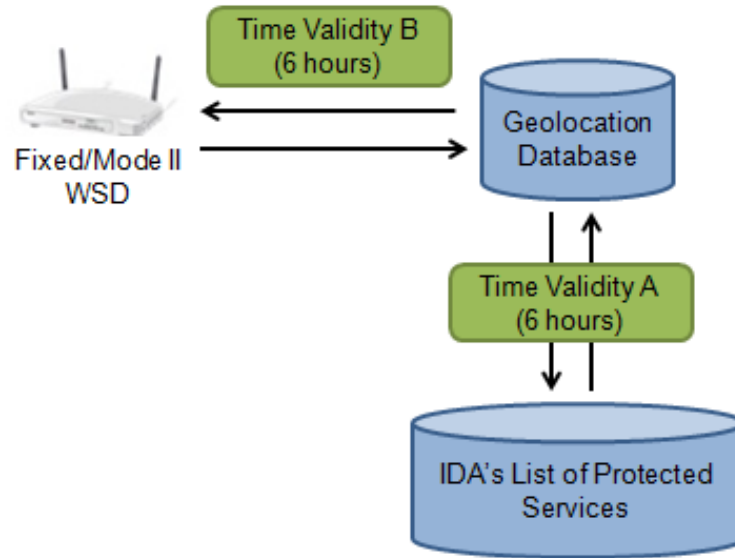 Time Validity B
(6 hours)
Geolocation
Database
Fixed/Mode II
WSD
Time Validity A
(6 hours)
IDA's List of Protected
Services